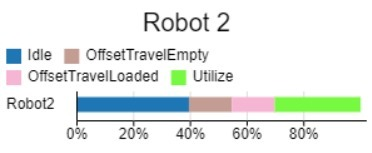 Robot 2
Idle OffsetTravelEmpty
OffsetTravelLoaded Utilize
Robot2
0% 20% 40% 60% 80%